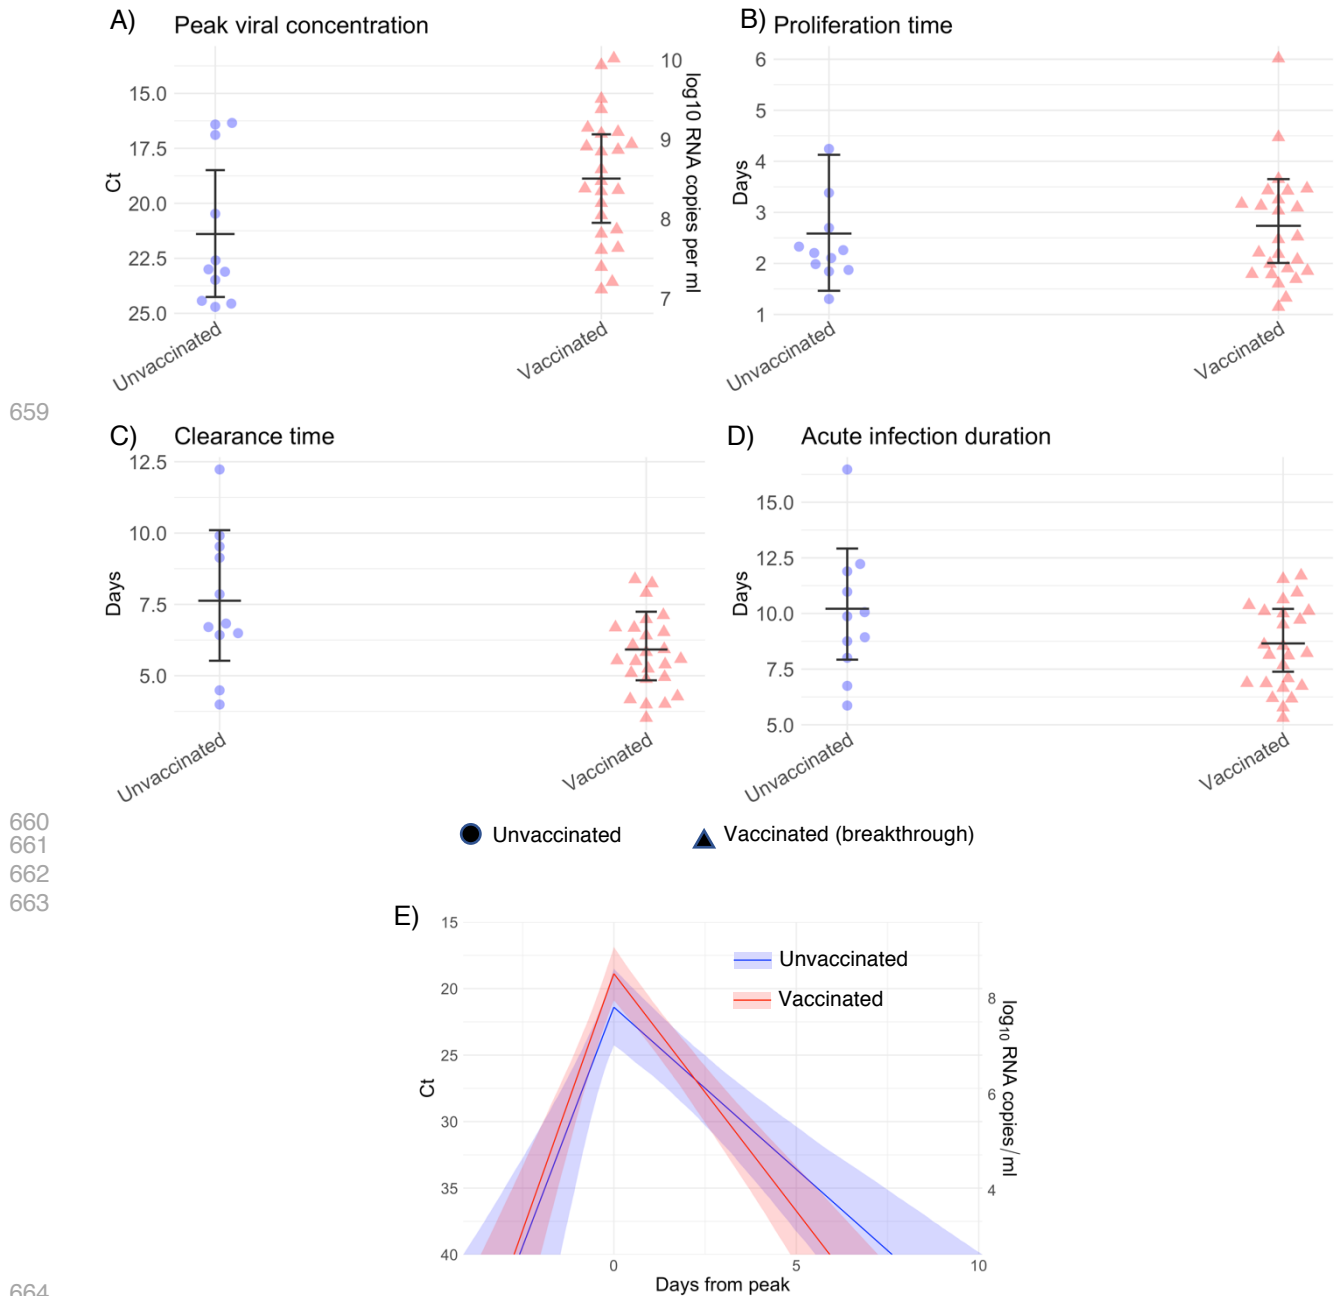 A) Peak viral concentration
Ct
15.0
17.5
20.0
22.5
25.0
10
9
8
7
log10 RNA copies per ml
Unvaccinated
Vaccinated
B) Proliferation time
Days
6
5
4
3
2
1
Unvaccinated
Vaccinated
659
C) Clearance time
Days
12.5
10.0
7.5
5.0
Unvaccinated
Vaccinated
D) Acute infection duration
Days
15.0
12.5
10.0
7.5
5.0
Unvaccinated
Vaccinated
660
661
662
663
Unvaccinated
Vaccinated (breakthrough)
E)
Ct
15
20
25
30
35
40
Unvaccinated
Vaccinated
8
6
4
log10 RNA copies/ml
0
5
10
Days from peak
664